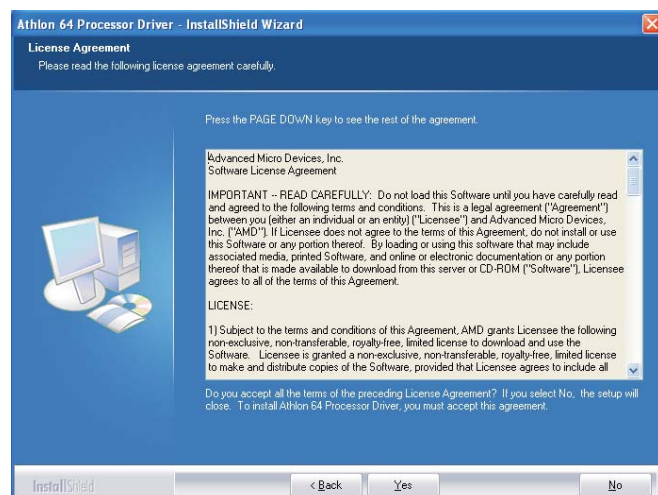 Athlon 64 Processor Driver - InstallShield Wizard
License Agreement
Please read the following license agreement carefully.
Press the PAGE DOWN key to see the rest of the agreement.
Advanced Micro Devices, Inc.
Software License Agreement
IMPORTANT -- READ CAREFULLY: Do not load this Software until you have carefully read
and agreed to the following terms and conditions. This is a legal agreement ("Agreement")
between you (either an individual or an entity) ("Licensee") and Advanced Micro Devices,
Inc. ("AMD"). If Licensee does not agree to the terms of this Agreement, do not install or use
this Software or any portion thereof. By loading or using this software that may include
associated media, printed Software, and online or electronic documentation or any portion
thereof that is made available to download from this server or CD-ROM ("Software"), Licensee
agrees to all of the terms of this Agreement.
LICENSE:
1) Subject to the terms and conditions of this Agreement, AMD grants Licensee the following
non-exclusive, non-transferable, royalty-free, limited license to download and use the
Software. Licensee is granted a non-exclusive, non-transferable, royalty-free, limited license
to make and distribute copies of the Software, provided that Licensee agrees to include all
Do you accept all the terms of the preceding License Agreement? If you select No, the setup will
close. To install Athlon 64 Processor Driver, you must accept this agreement.
InstallShield
< Back
Yes
No